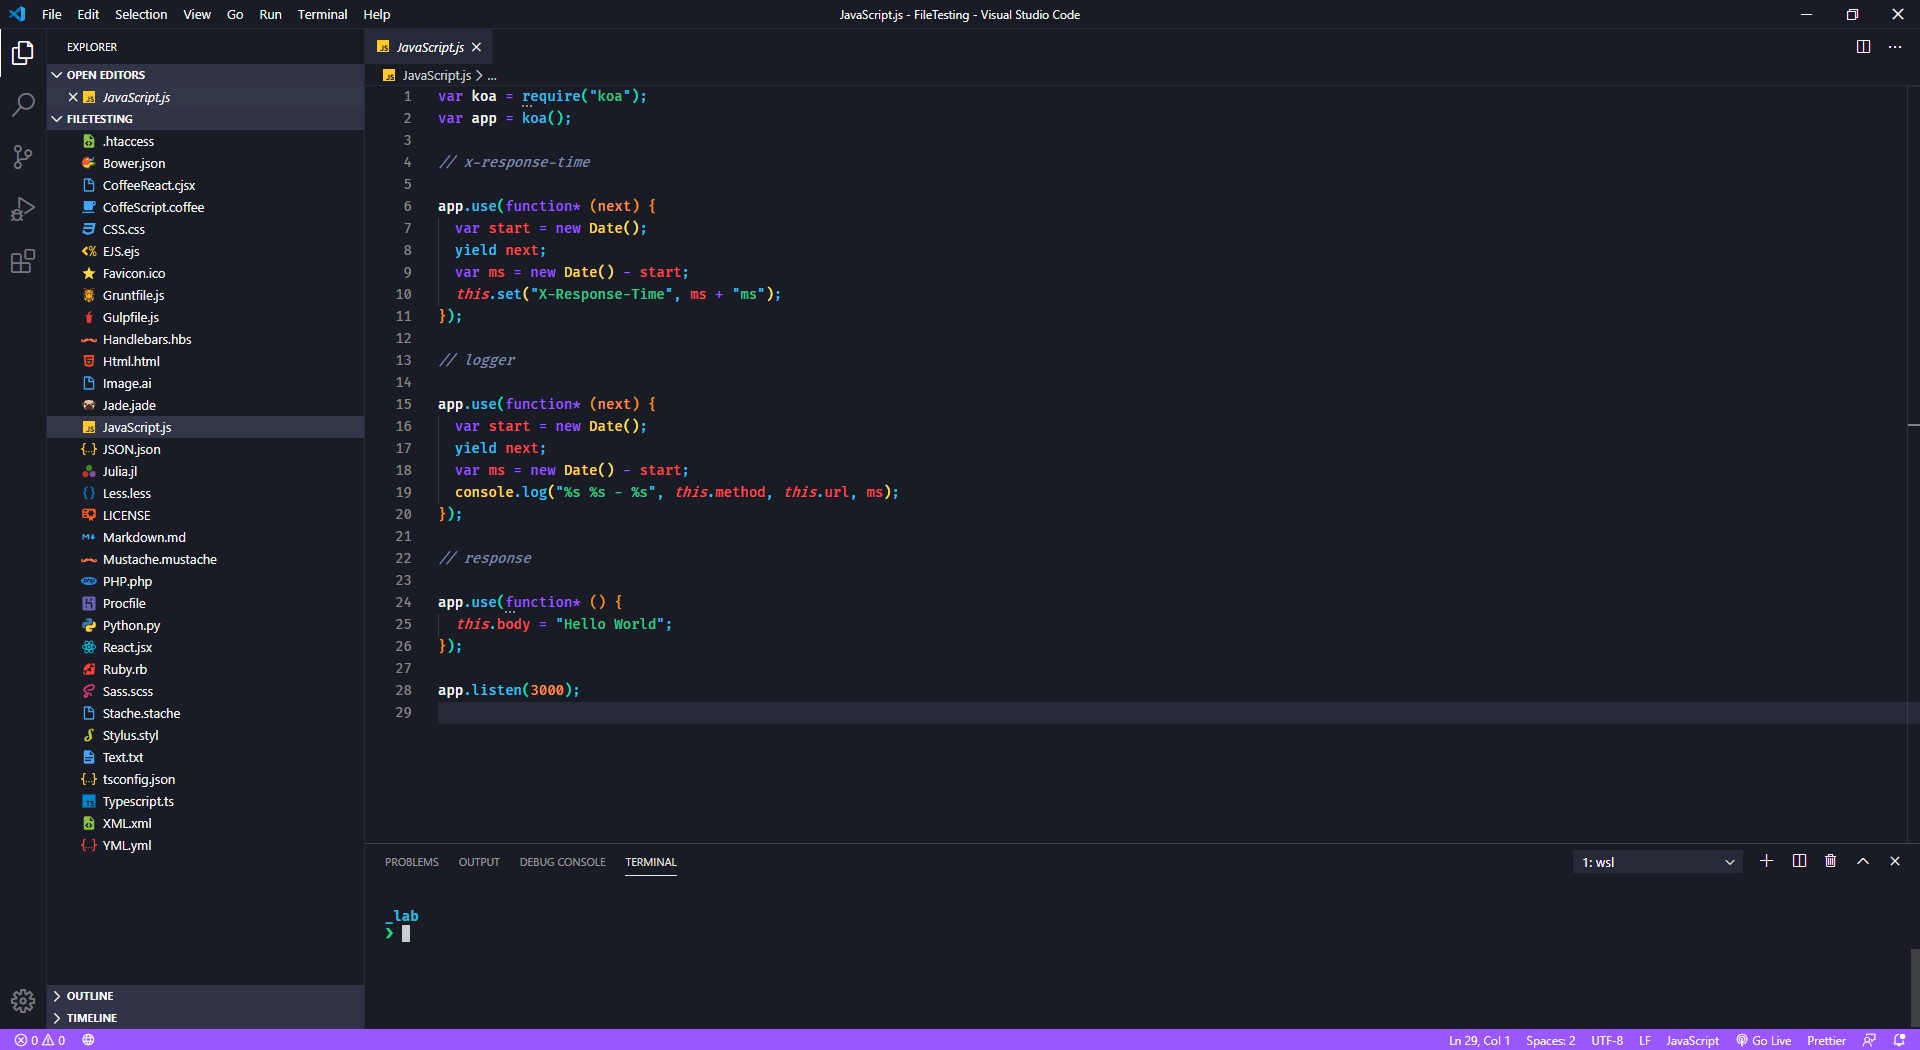 File Edit Selection View Go Run Terminal Help
JavaScript.js - FileTesting - Visual Studio Code
EXPLORER
OPEN EDITORS
JavaScript.js
FILETESTING
.htaccess
Bower.json
CoffeeReact.cjsx
CoffeScript.coffee
CSS.css
EJS.ejs
Favicon.ico
Gruntfile.js
Gulpfile.js
Handlebars.hbs
Html.html
Image.ai
Jade.jade
JavaScript.js
JSON.json
Julia.jl
Less.less
LICENSE
Markdown.md
Mustache.mustache
PHP.php
Procfile
Python.py
React.jsx
Ruby.rb
Sass.scss
Stache.stache
Stylus.styl
Text.txt
tsconfig.json
Typescript.ts
XML.xml
YML.yml
OUTLINE
TIMELINE
JavaScript.js
JavaScript.js > ...
1 var koa = require("koa");
2 var app = koa();
3
4 // x-response-time
5
6 app.use(function* (next) {
7 var start = new Date();
8 yield next;
9 var ms = new Date() - start;
10 this.set("X-Response-Time", ms + "ms");
11 });
12
13 // logger
14
15 app.use(function* (next) {
16 var start = new Date();
17 yield next;
18 var ms = new Date() - start;
19 console.log("%s %s - %s", this.method, this.url, ms);
20 });
21
22 // response
23
24 app.use(function* () {
25 this.body = "Hello World";
26 });
27
28 app.listen(3000);
29
PROBLEMS OUTPUT DEBUG CONSOLE TERMINAL
1: wsl
_lab
❯
0 0
Ln 29, Col 1 Spaces: 2 UTF-8 LF JavaScript Go Live Prettier